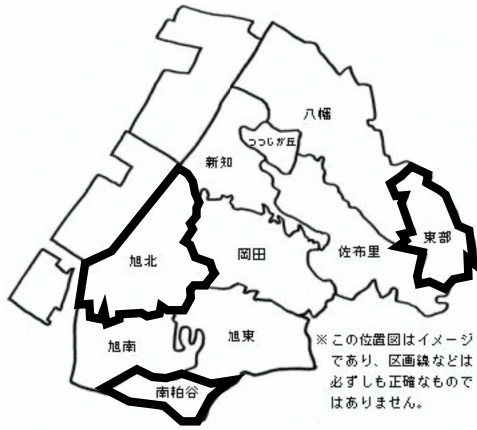 八幡
つつじが丘
新知
東部
佐布里
岡田
旭北
旭東
旭南
南粕谷
※この位置図はイメージ
であり、区画線などは
必ずしも正確なもので
はありません。